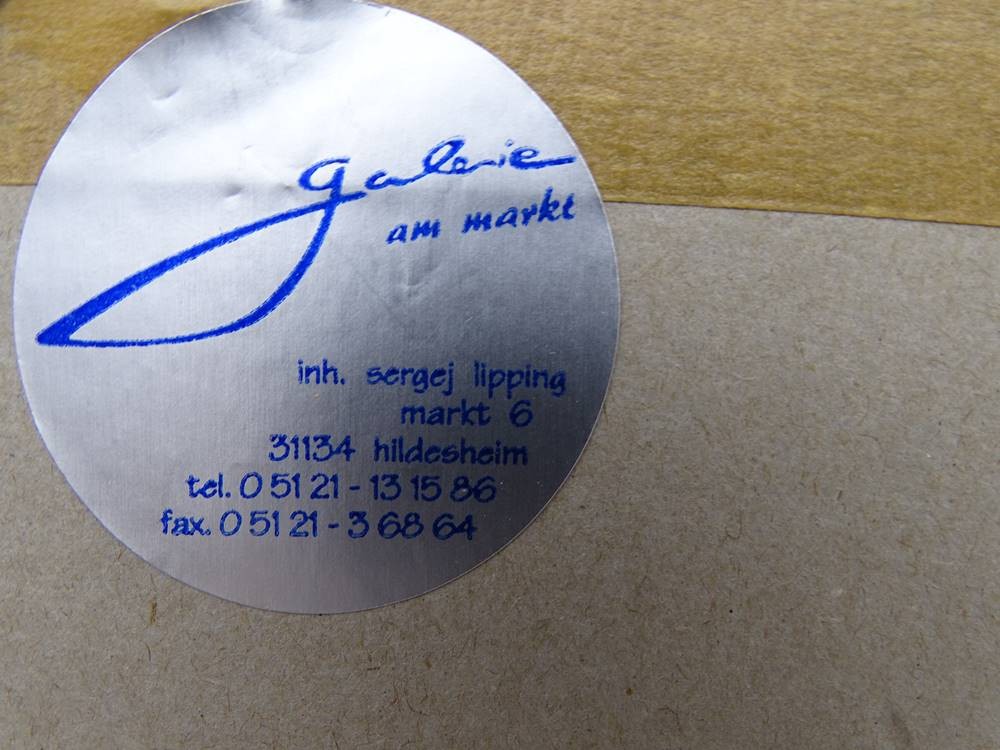 galerie
am markt
inh. sergej lipping
markt 6
31134 hildesheim
tel. 0 51 21 - 13 15 86
fax. 0 51 21 - 3 68 64